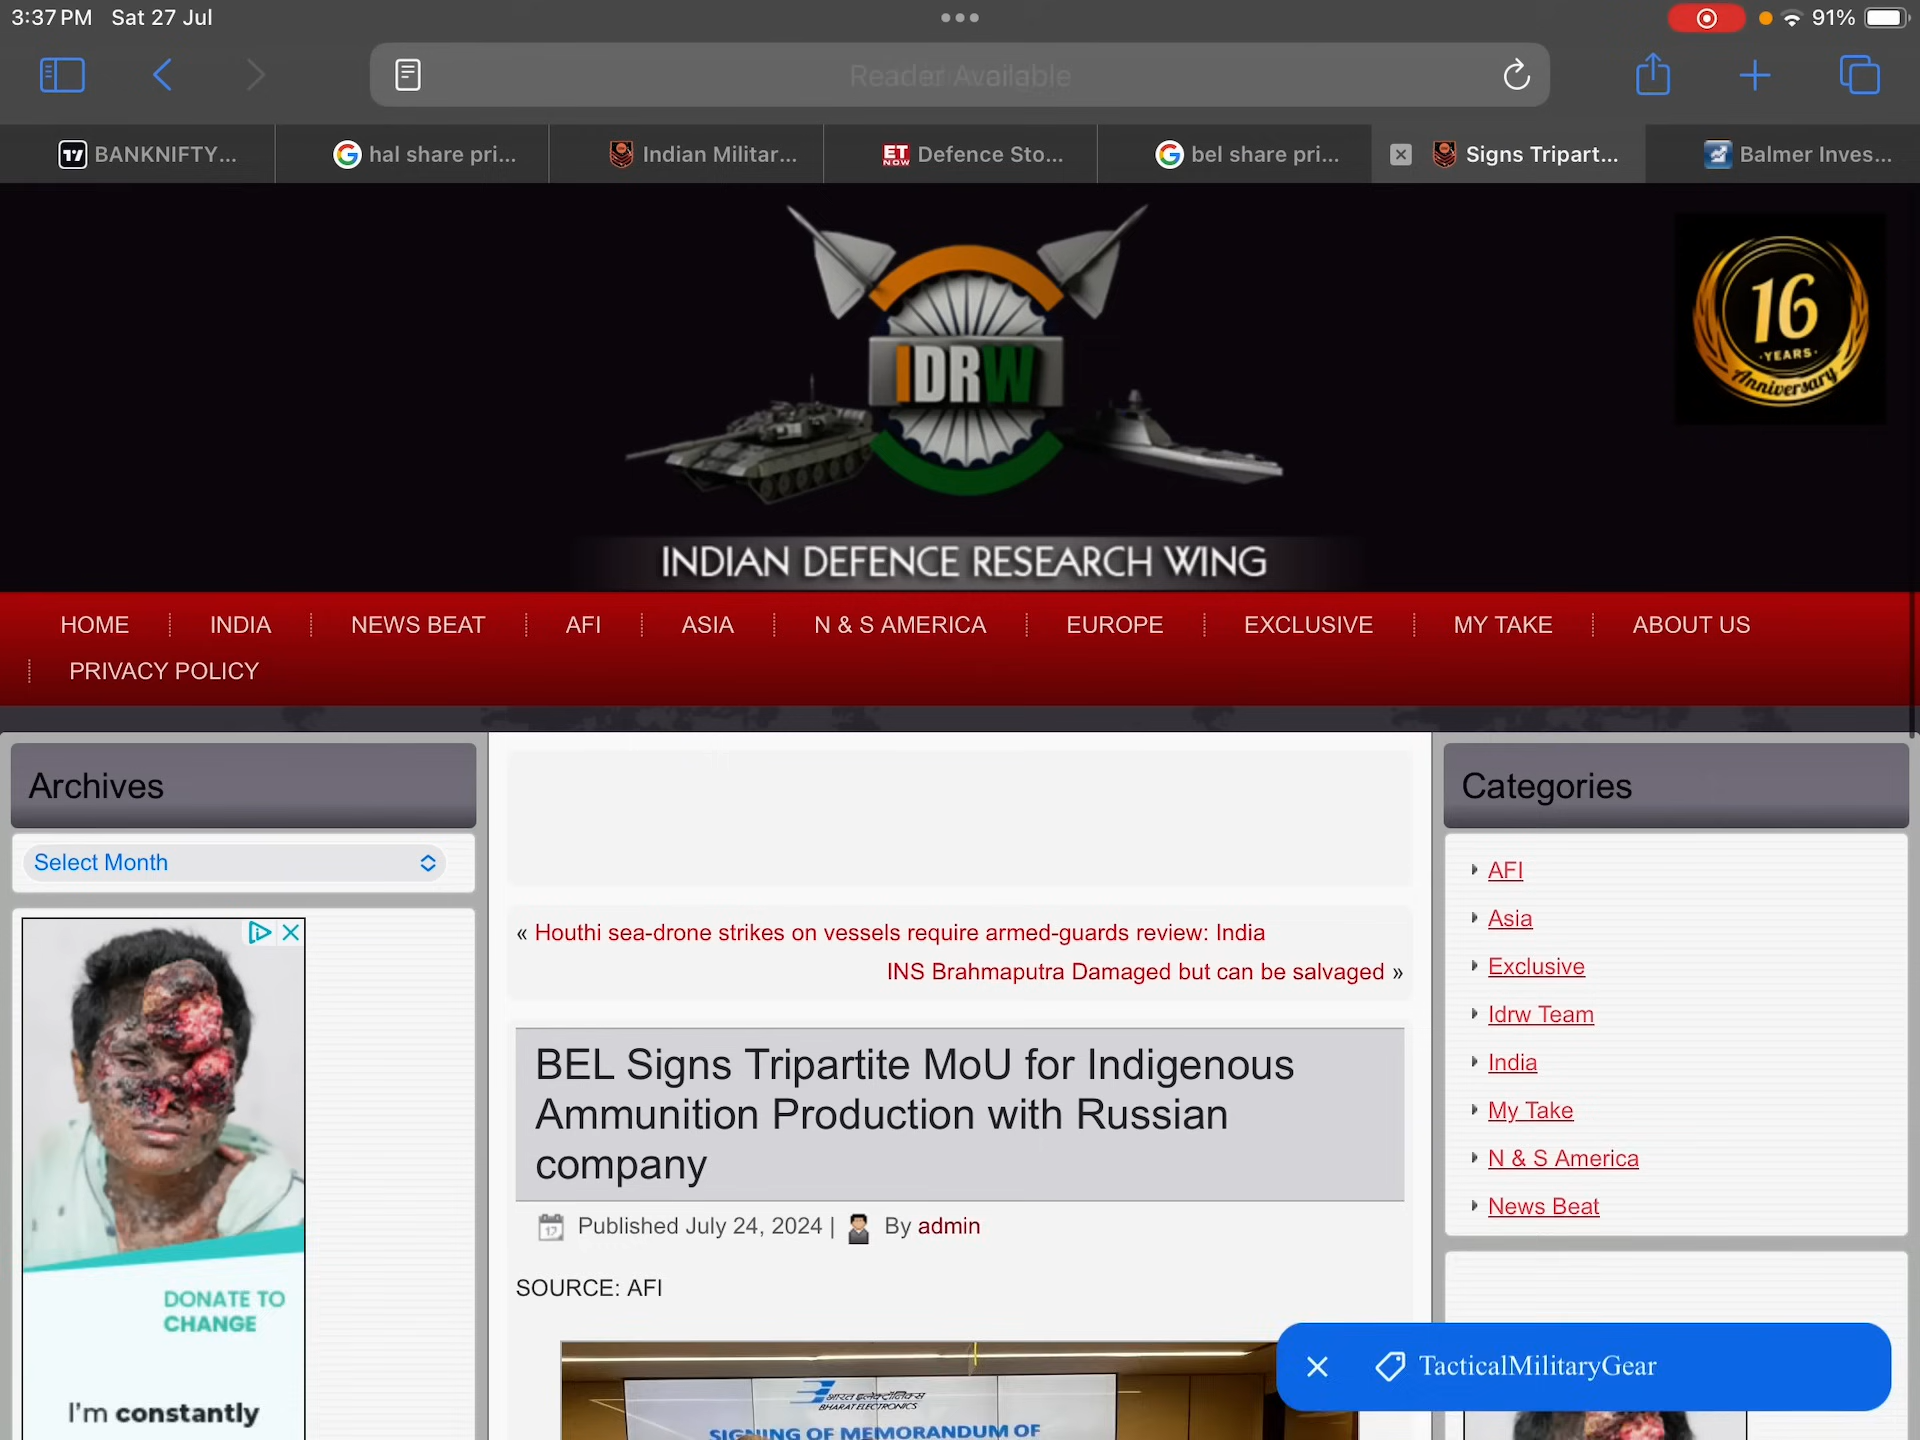 3:37 PM Sat 27 Jul
91%
Reader Available
BANKNIFTY...
hal share pri...
Indian Militar...
ET NOW Defence Sto...
bel share pri...
Signs Tripart...
Balmer Inves...
IDRW
16
YEARS
Anniversary
INDIAN DEFENCE RESEARCH WING
HOME INDIA NEWS BEAT AFI ASIA N & S AMERICA EUROPE EXCLUSIVE MY TAKE ABOUT US
PRIVACY POLICY
Archives
Select Month
DONATE TO
CHANGE
I'm constantly
« Houthi sea-drone strikes on vessels require armed-guards review: India
INS Brahmaputra Damaged but can be salvaged »
BEL Signs Tripartite MoU for Indigenous
Ammunition Production with Russian
company
17 Published July 24, 2024 | By admin
SOURCE: AFI
भारत इलेक्ट्रॉनिक्स
BHARAT ELECTRONICS
SIGNING OF MEMORANDUM OF
Categories
AFI
Asia
Exclusive
Idrw Team
India
My Take
N & S America
News Beat
TacticalMilitaryGear